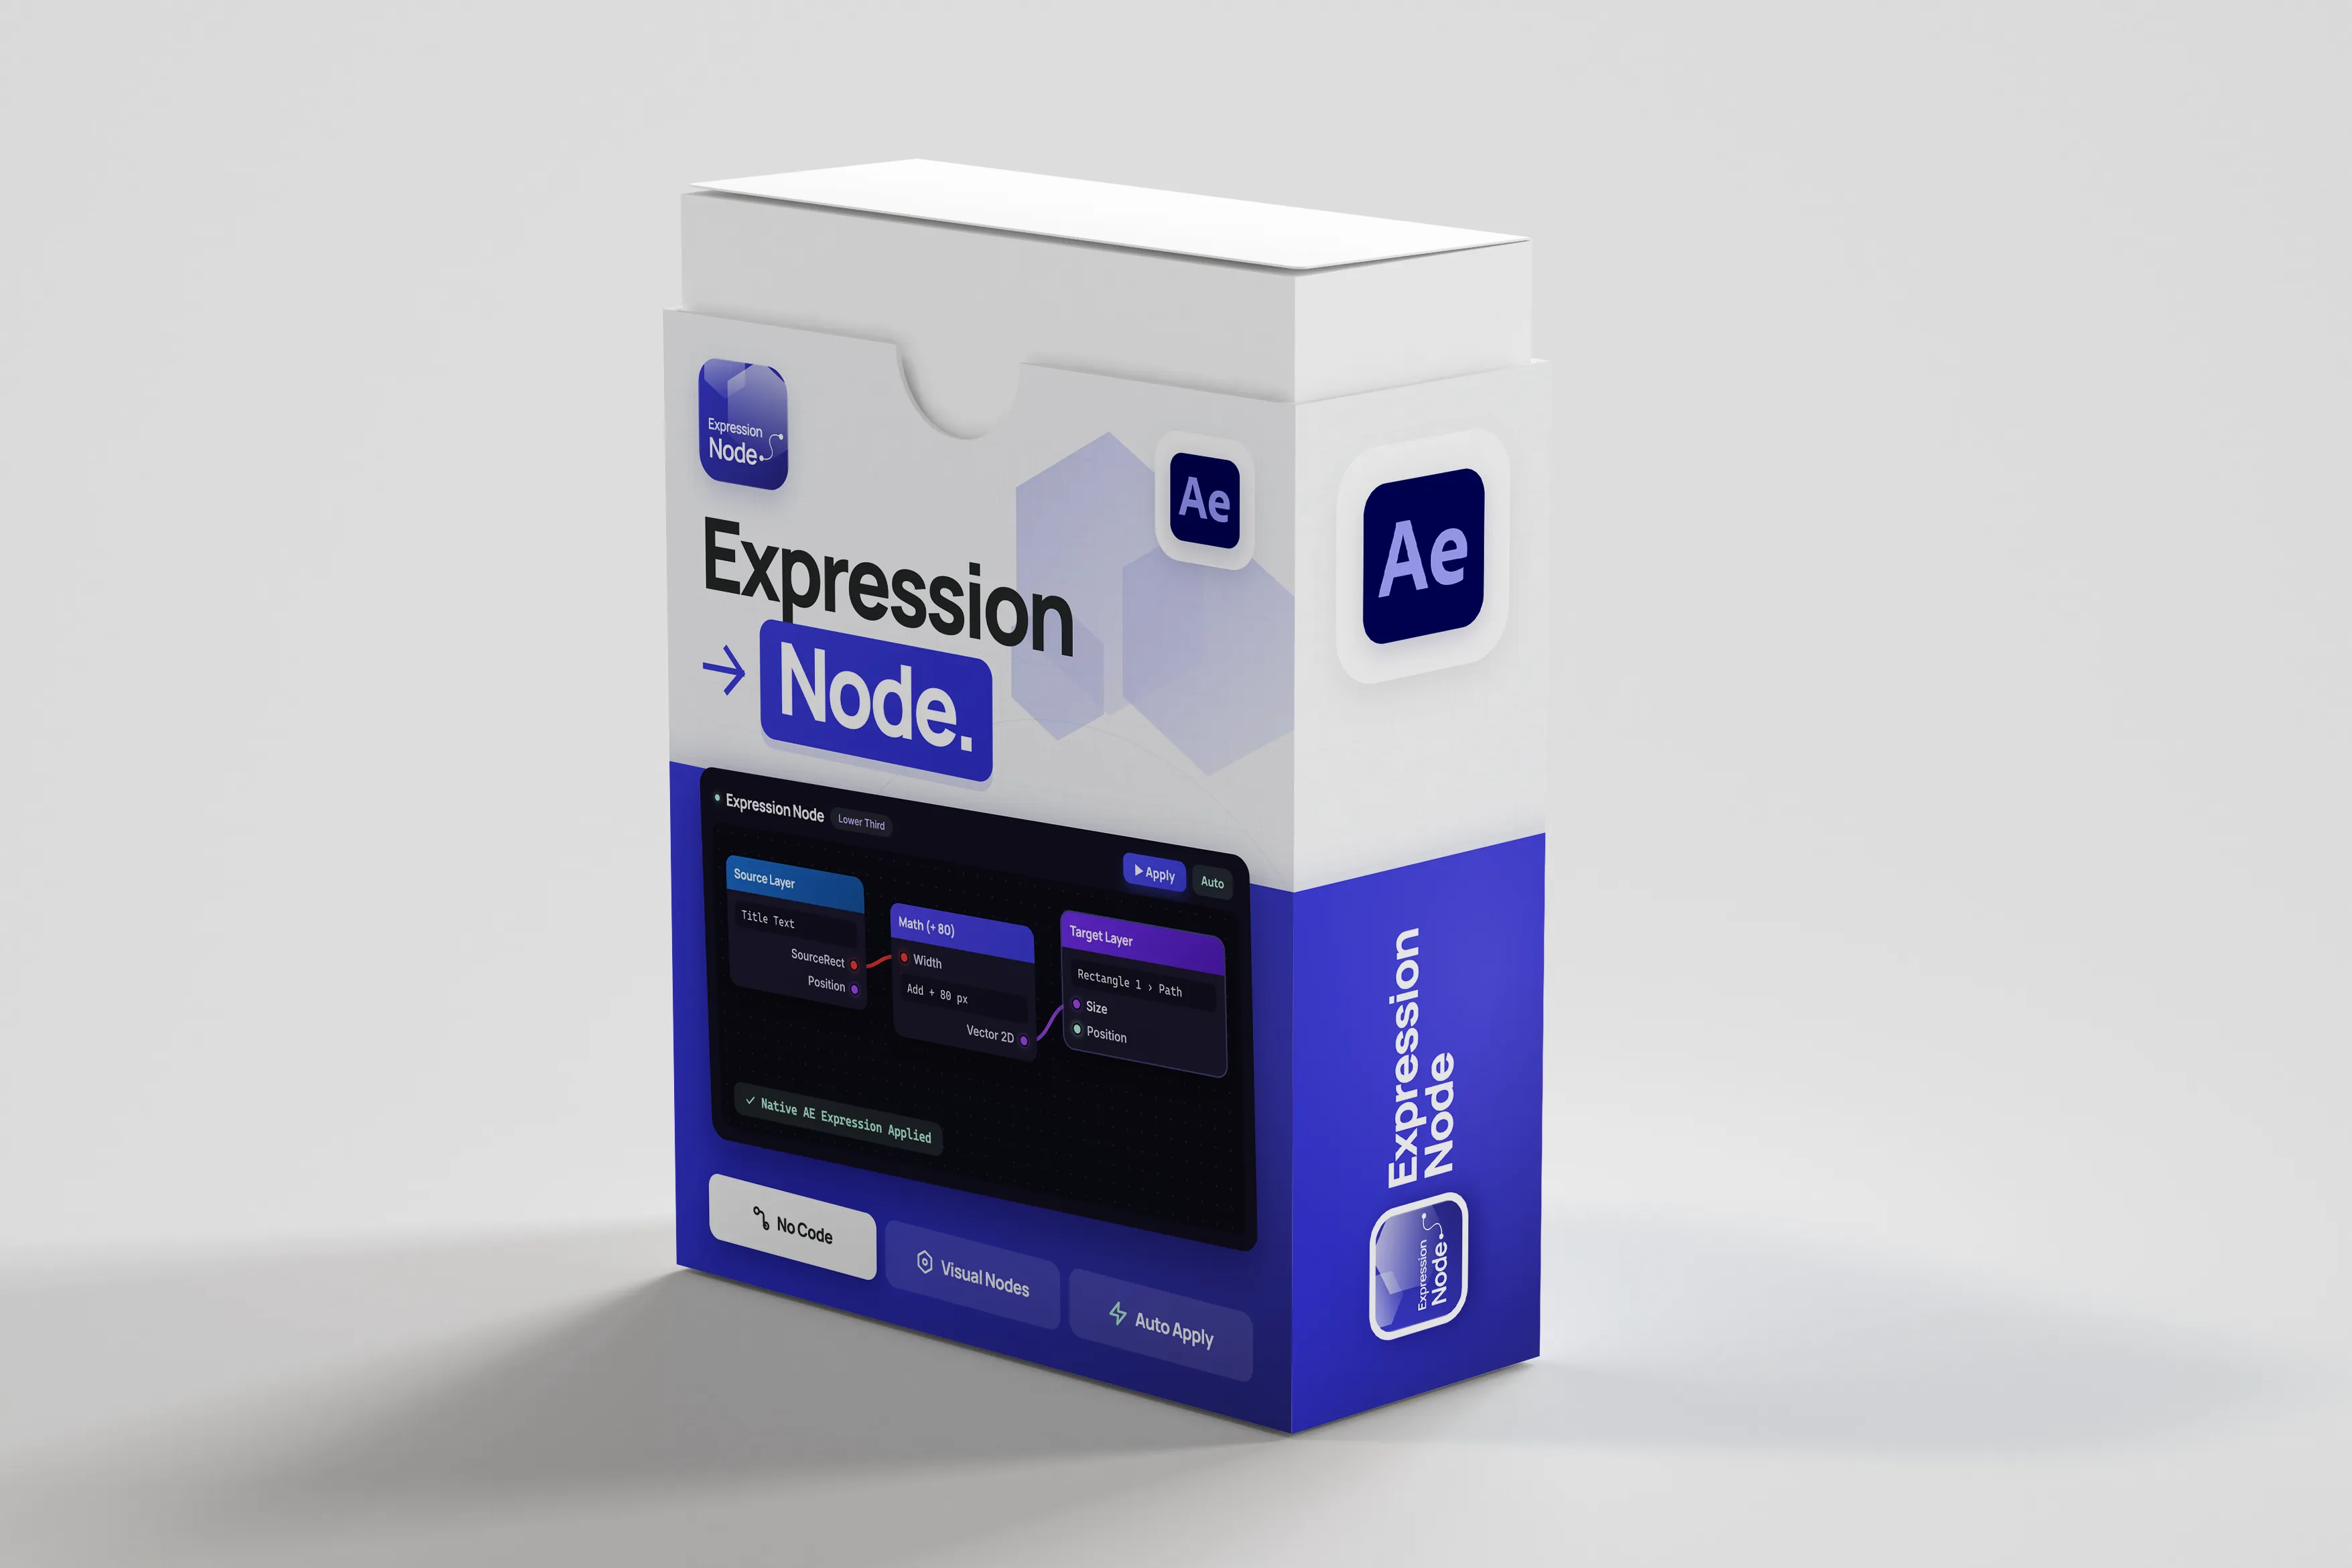 Expression
Node
Ae
Expression
→ Node.
Expression Node
Lower Third
▶ Apply
Auto
Source Layer
Title Text
SourceRect
Position
Math (+ 80)
Width
Add + 80 px
Vector 2D
Target Layer
Rectangle 1 › Path
Size
Position
✓ Native AE Expression Applied
No Code
Visual Nodes
Auto Apply
Ae
Expression
Node
Expression
Node